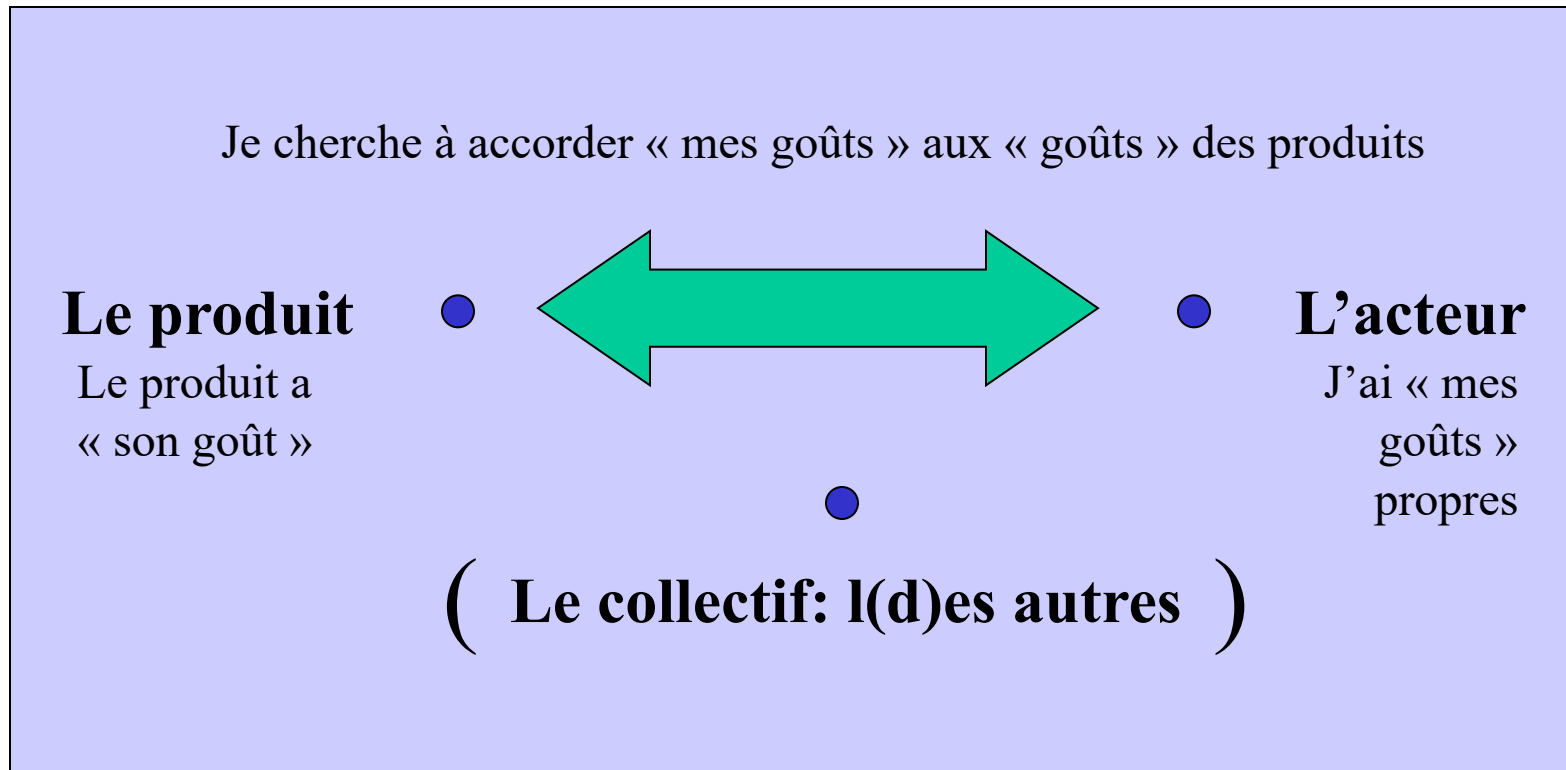 Je cherche à accorder « mes goûts » aux « goûts » des produits
Le produit
Le produit a
« son goût »
L’acteur
J’ai « mes
goûts »
propres
( Le collectif: l(d)es autres )